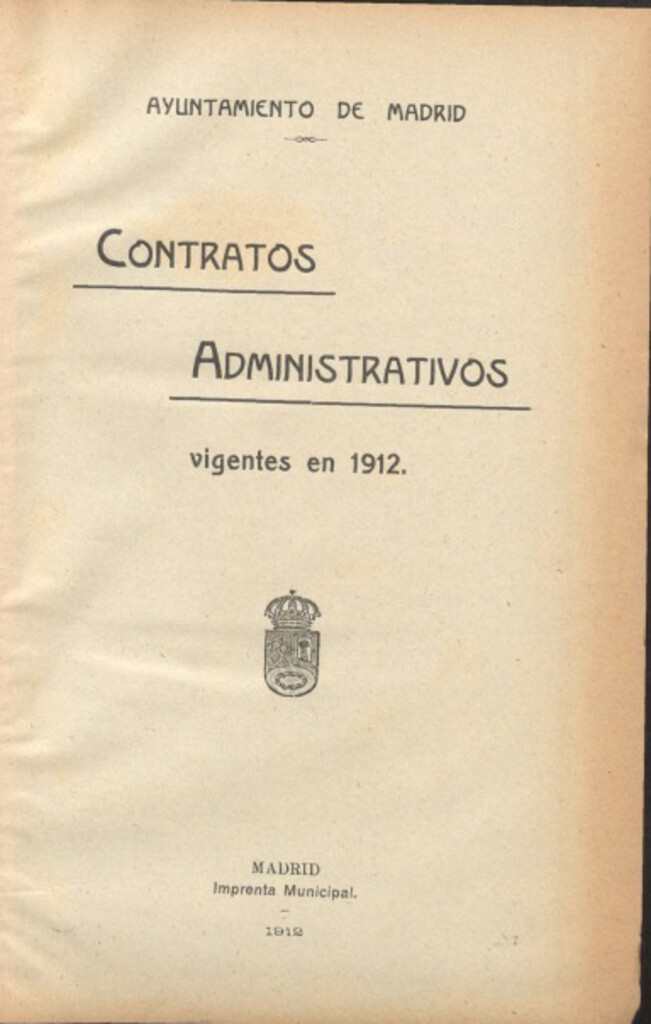 AYUNTAMIENTO DE MADRID
CONTRATOS
ADMINISTRATIVOS
vigentes en 1912.
MADRID
Imprenta Municipal.
1912